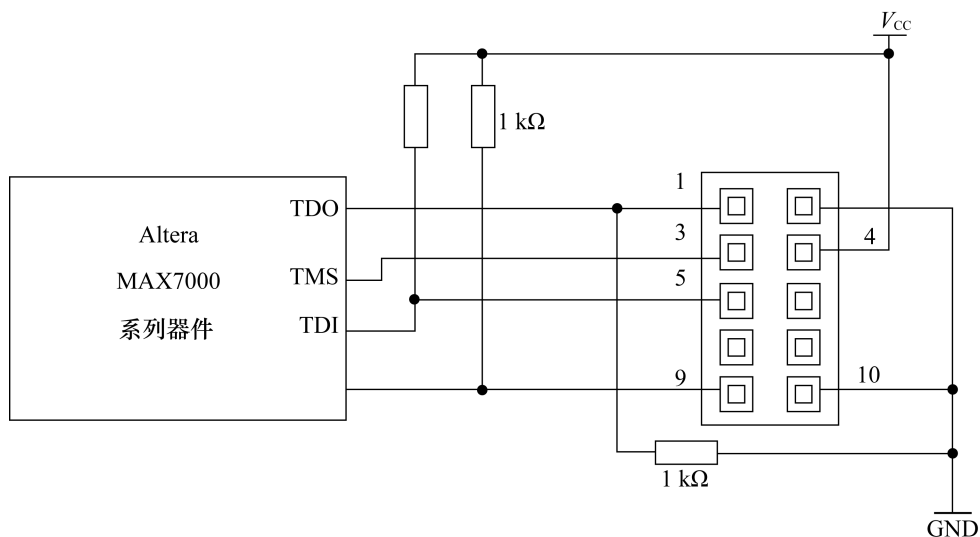 V_CC
1 kΩ
Altera
MAX7000
系列器件
TDO
TMS
TDI
1
3
5
9
4
10
1 kΩ
GND